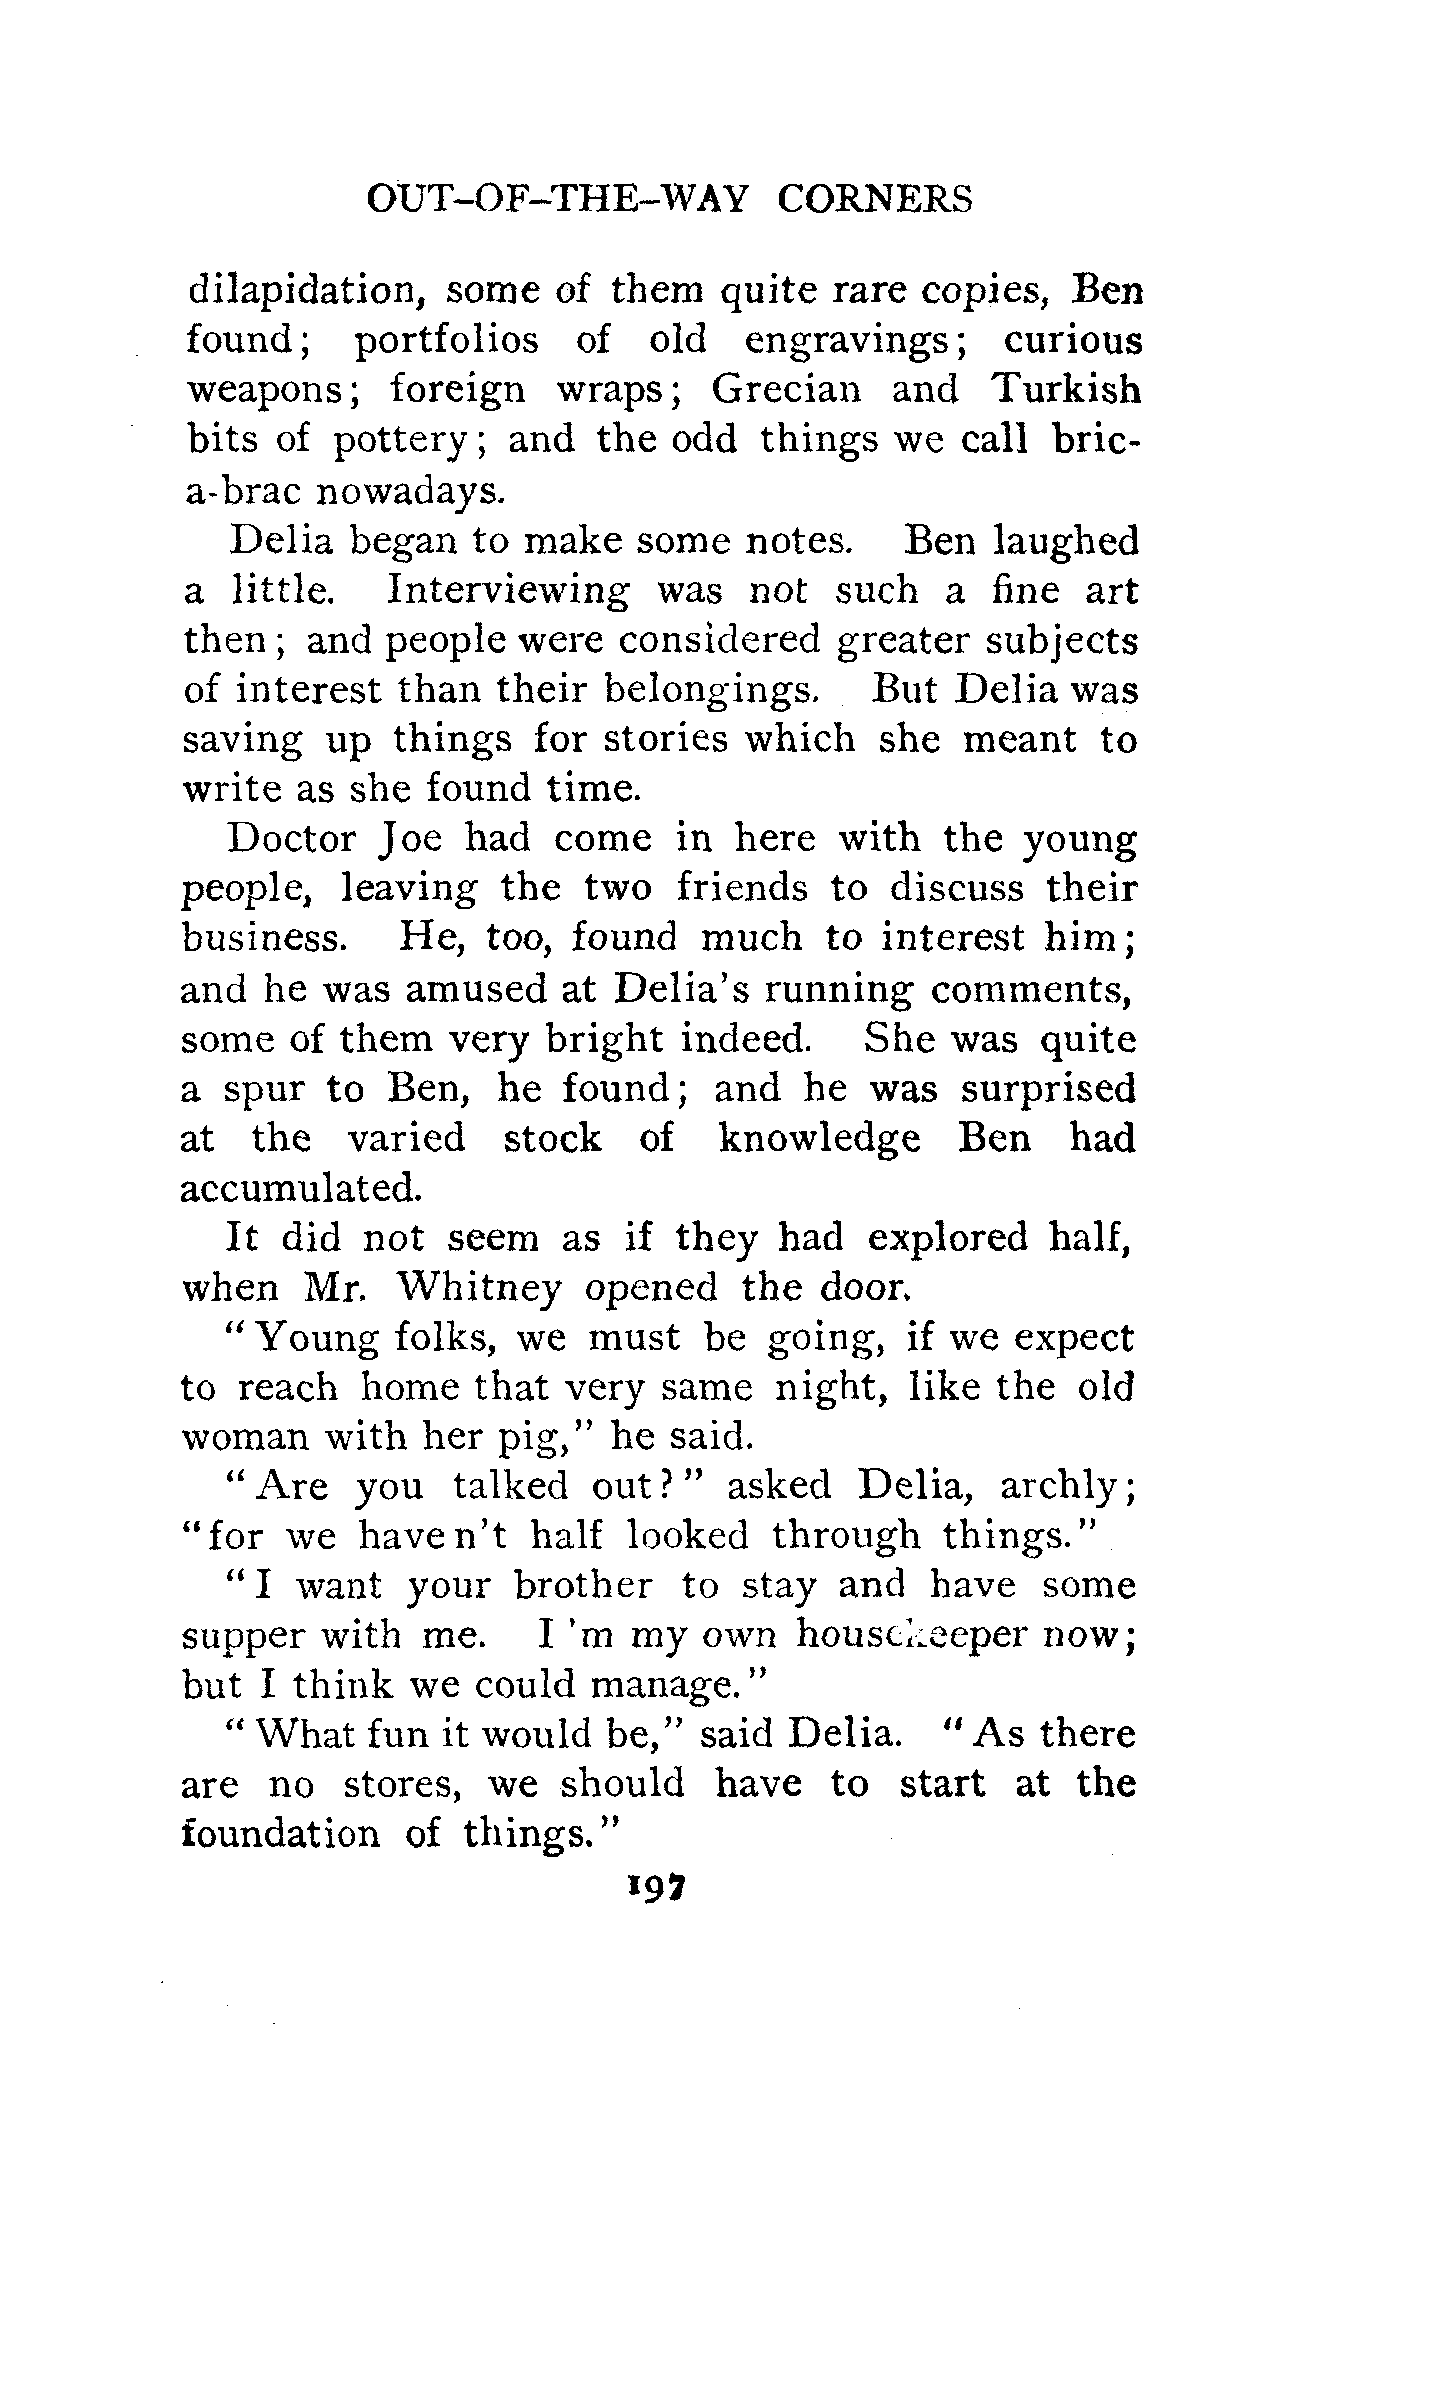 OUT-OF-THE-WAY CORNERS
dilapidation, some of them quite rare copies, Ben
found; portfolios of old engravings; curious
weapons; foreign wraps; Grecian and Turkish
bits of pottery; and the odd things we call bric-
a-brac nowadays.
Delia began to make some notes. Ben laughed
a little. Interviewing was not such a fine art
then; and people were considered greater subjects
of interest than their belongings. But Delia was
saving up things for stories which she meant to
write as she found time.
Doctor Joe had come in here with the young
people, leaving the two friends to discuss their
business. He, too, found much to interest him;
and he was amused at Delia's running comments,
some of them very bright indeed. She was quite
a spur to Ben, he found; and he was surprised
at the varied stock of knowledge Ben had
accumulated.
It did not seem as if they had explored half,
when Mr. Whitney opened the door.
"Young folks, we must be going, if we expect
to reach home that very same night, like the old
woman with her pig," he said.
"Are you talked out?" asked Delia, archly;
"for we haven't half looked through things."
"I want your brother to stay and have some
supper with me. I'm my own housekeeper now;
but I think we could manage."
"What fun it would be," said Delia. "As there
are no stores, we should have to start at the
foundation of things."
197